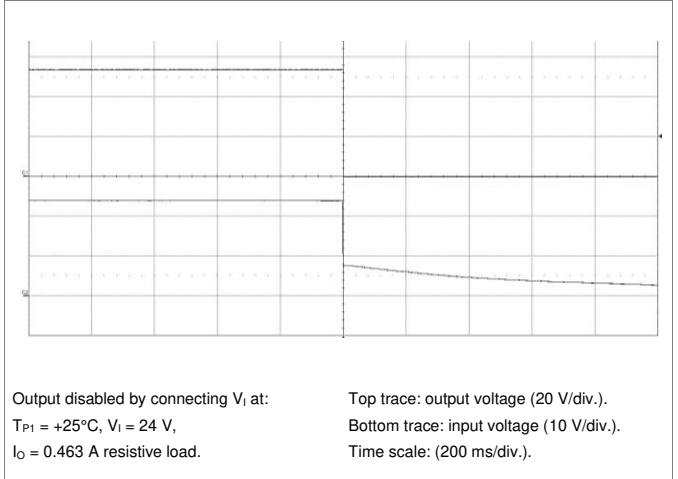 Output disabled by connecting VI at:
TP1 = +25°C, VI = 24 V,
IO = 0.463 A resistive load.
Top trace: output voltage (20 V/div.).
Bottom trace: input voltage (10 V/div.).
Time scale: (200 ms/div.).